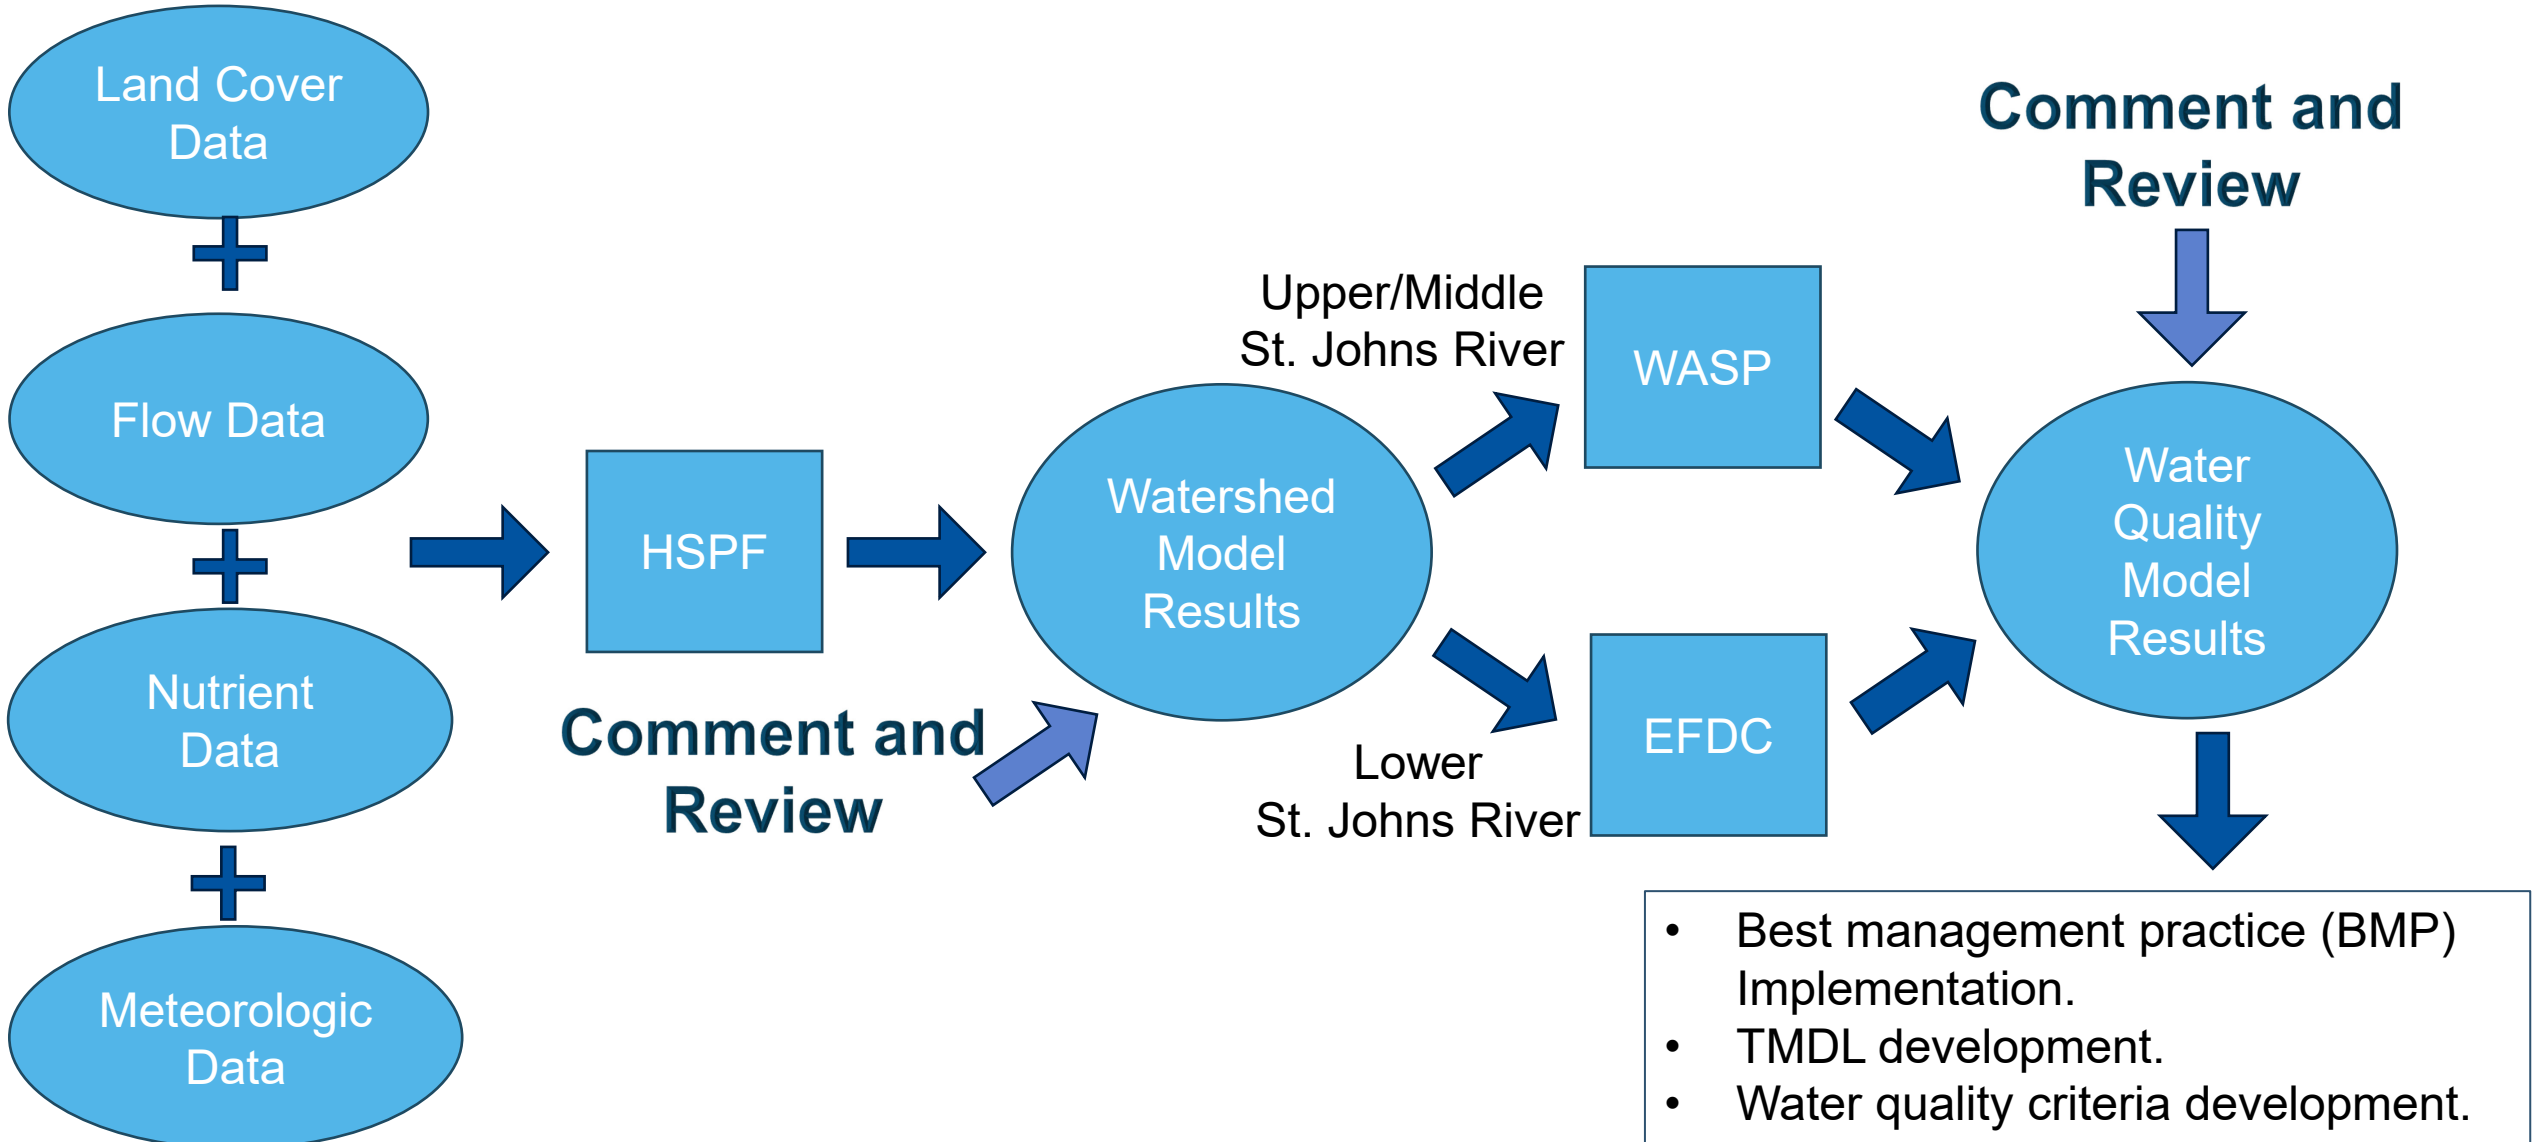 Land Cover
Data
Flow Data
Nutrient
Data
Meteorologic
Data
HSPF
Comment and
Review
Watershed
Model
Results
Upper/Middle
St. Johns River
WASP
Lower
St. Johns River
EFDC
Comment and
Review
Water
Quality
Model
Results
• Best management practice (BMP)
Implementation.
• TMDL development.
• Water quality criteria development.